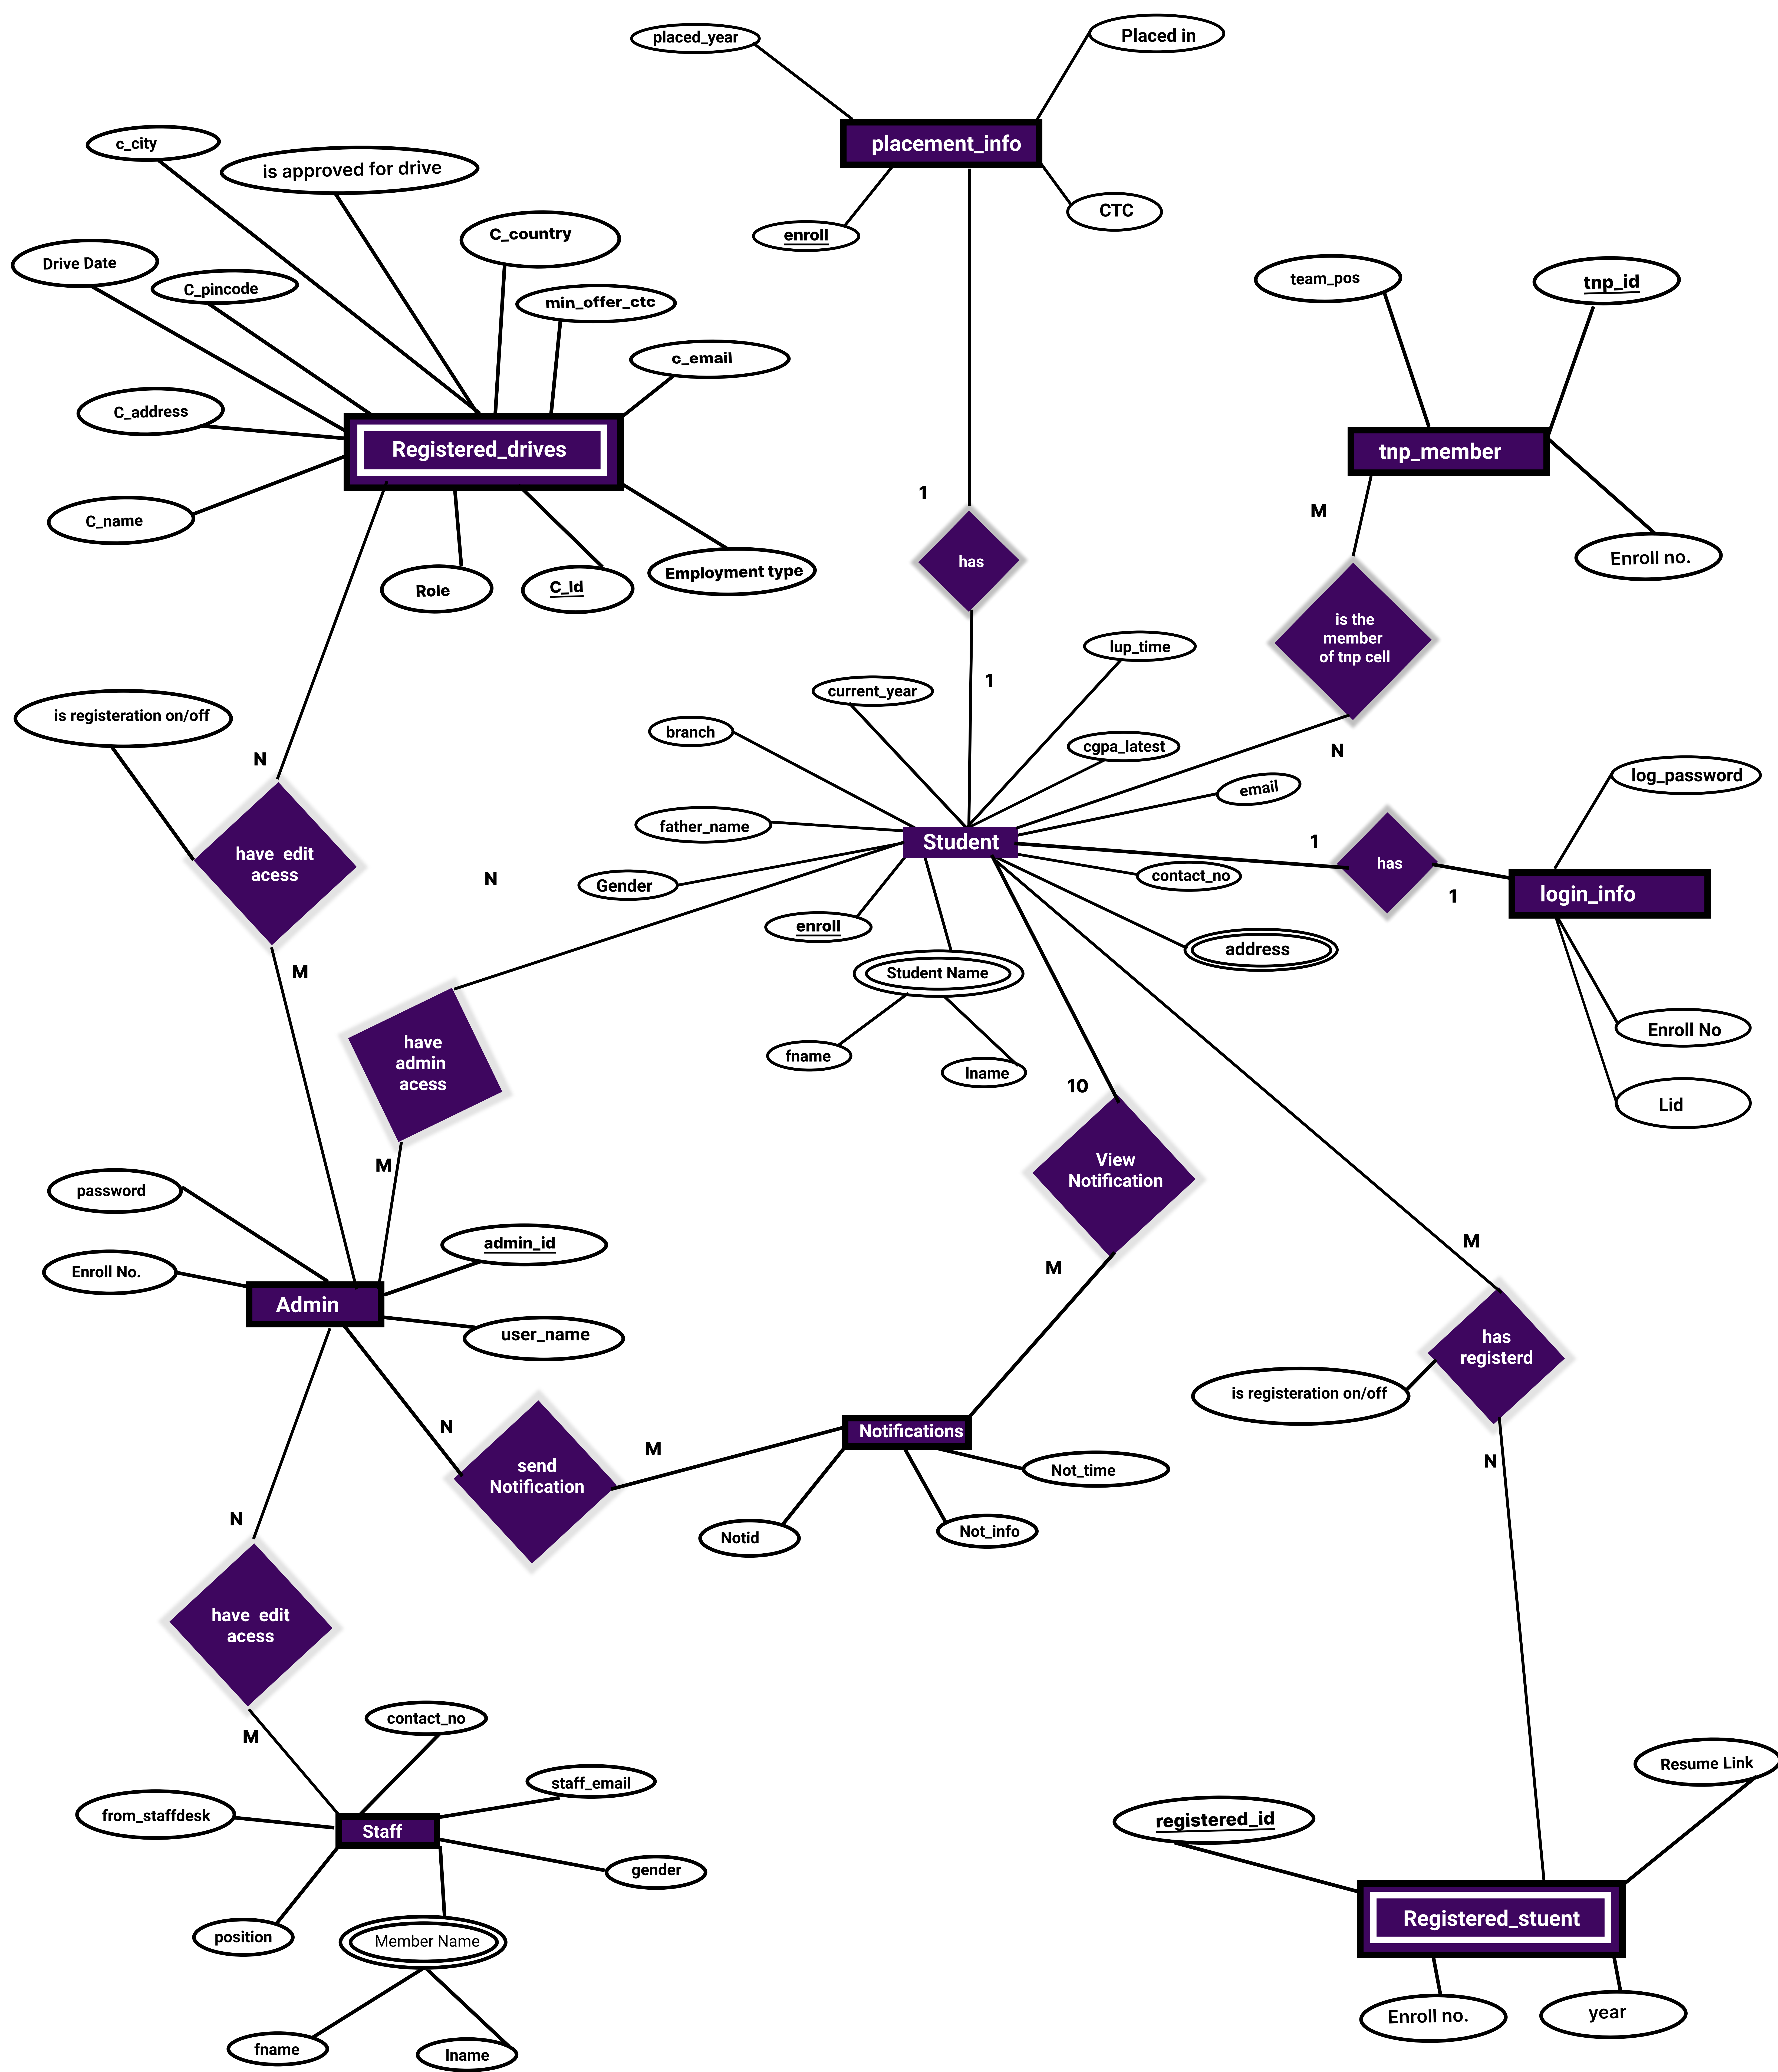 placed_year
Placed in
placement_info
c_city
is approved for drive
CTC
enroll
C_country
Drive Date
C_pincode
min_offer_ctc
team_pos
tnp_id
c_email
C_address
Registered_drives
tnp_member
1
M
C_name
Enroll no.
has
Role
C_Id
Employment type
is the
member
of tnp cell
lup_time
1
current_year
is registeration on/off
branch
cgpa_latest
N
N
log_password
email
father_name
Student
1
have edit
acess
has
N
Gender
contact_no
login_info
1
enroll
address
M
Student Name
Enroll No
have
admin
acess
fname
lname
10
Lid
M
View
Notification
password
admin_id
M
M
Enroll No.
Admin
user_name
has
registerd
is registeration on/off
N
Notifications
M
N
send
Notification
Not_time
N
Notid
Not_info
have edit
acess
M
contact_no
Resume Link
staff_email
from_staffdesk
registered_id
Staff
gender
Registered_stuent
position
Member Name
Enroll no.
year
fname
lname